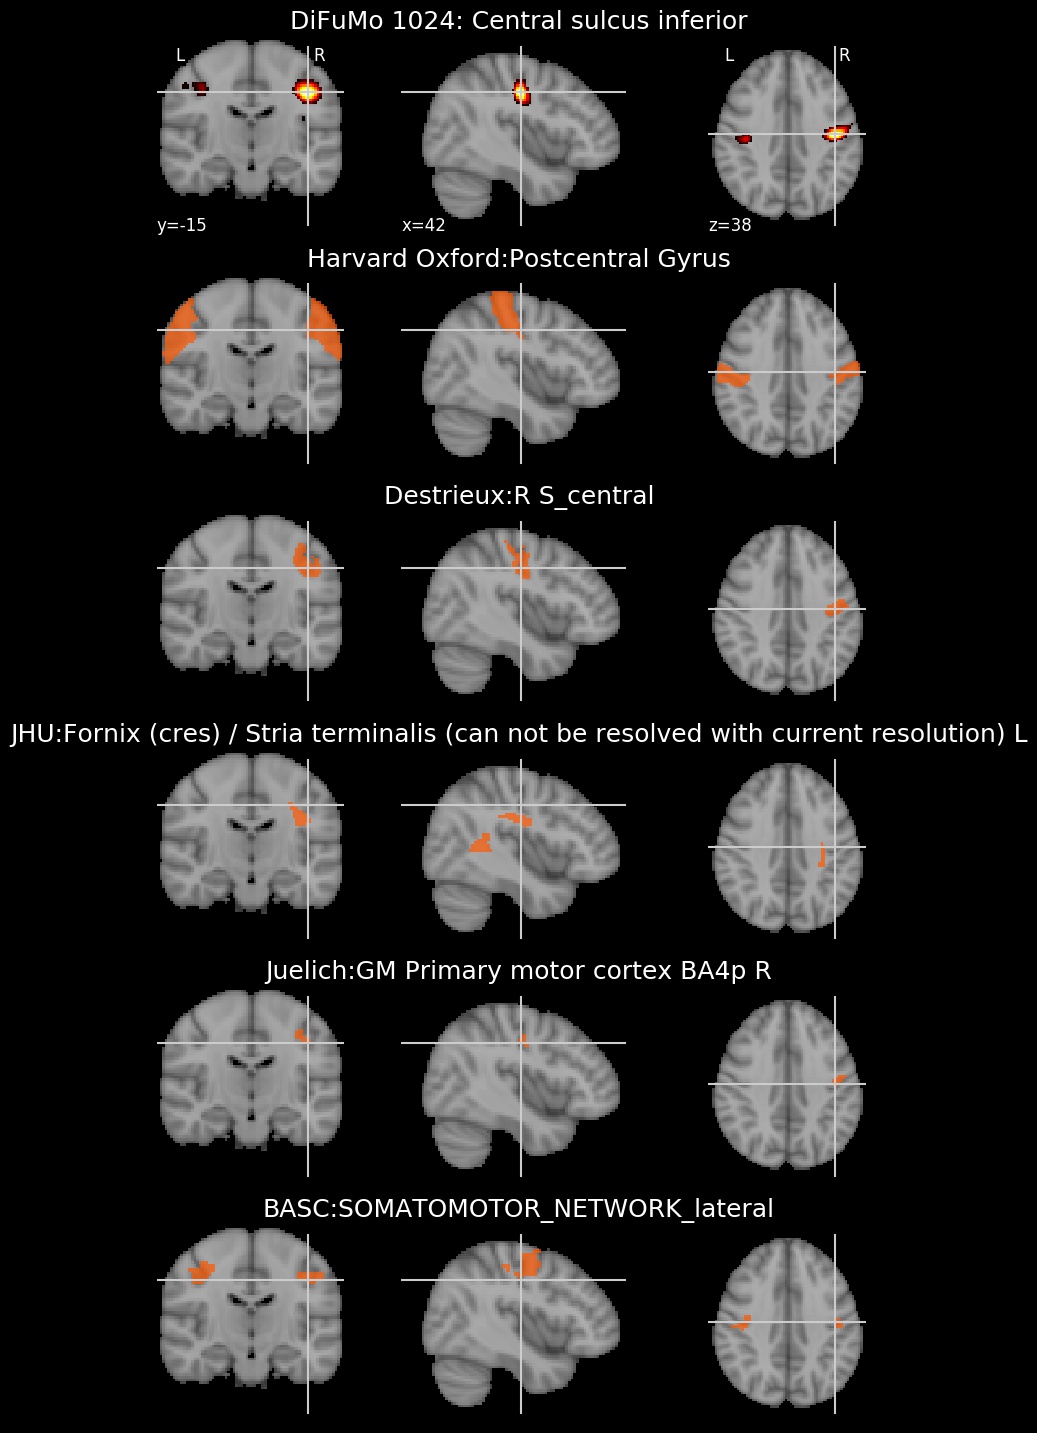 DiFuMo 1024: Central sulcus inferior
L R L R
y=-15 x=42 z=38
Harvard Oxford:Postcentral Gyrus
Destrieux:R S_central
JHU:Fornix (cres) / Stria terminalis (can not be resolved with current resolution) L
Juelich:GM Primary motor cortex BA4p R
BASC:SOMATOMOTOR_NETWORK_lateral